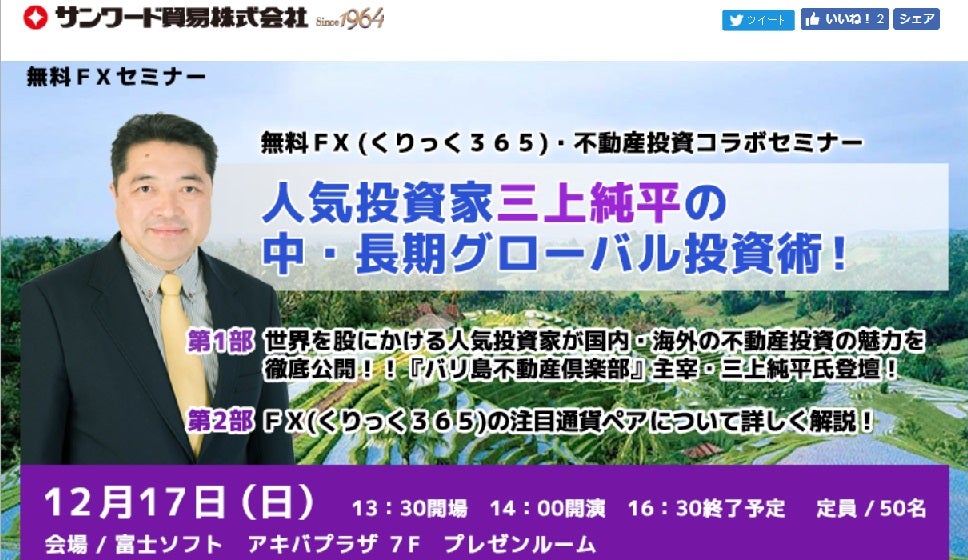 サンワード貿易株式会社 Since 1964
ツイート いいね！ 2 シェア
無料ＦＸセミナー
無料ＦＸ(くりっく３６５)・不動産投資コラボセミナー
人気投資家三上純平の
中・長期グローバル投資術！
第1部 世界を股にかける人気投資家が国内・海外の不動産投資の魅力を
徹底公開！！『バリ島不動産倶楽部』主宰・三上純平氏登壇！
第2部 ＦＸ(くりっく３６５)の注目通貨ペアについて詳しく解説！
12月17日（日） 13：30開場 14：00開演 16：30終了予定 定員 / 50名
会場 / 富士ソフト アキバプラザ ７Ｆ プレゼンルーム